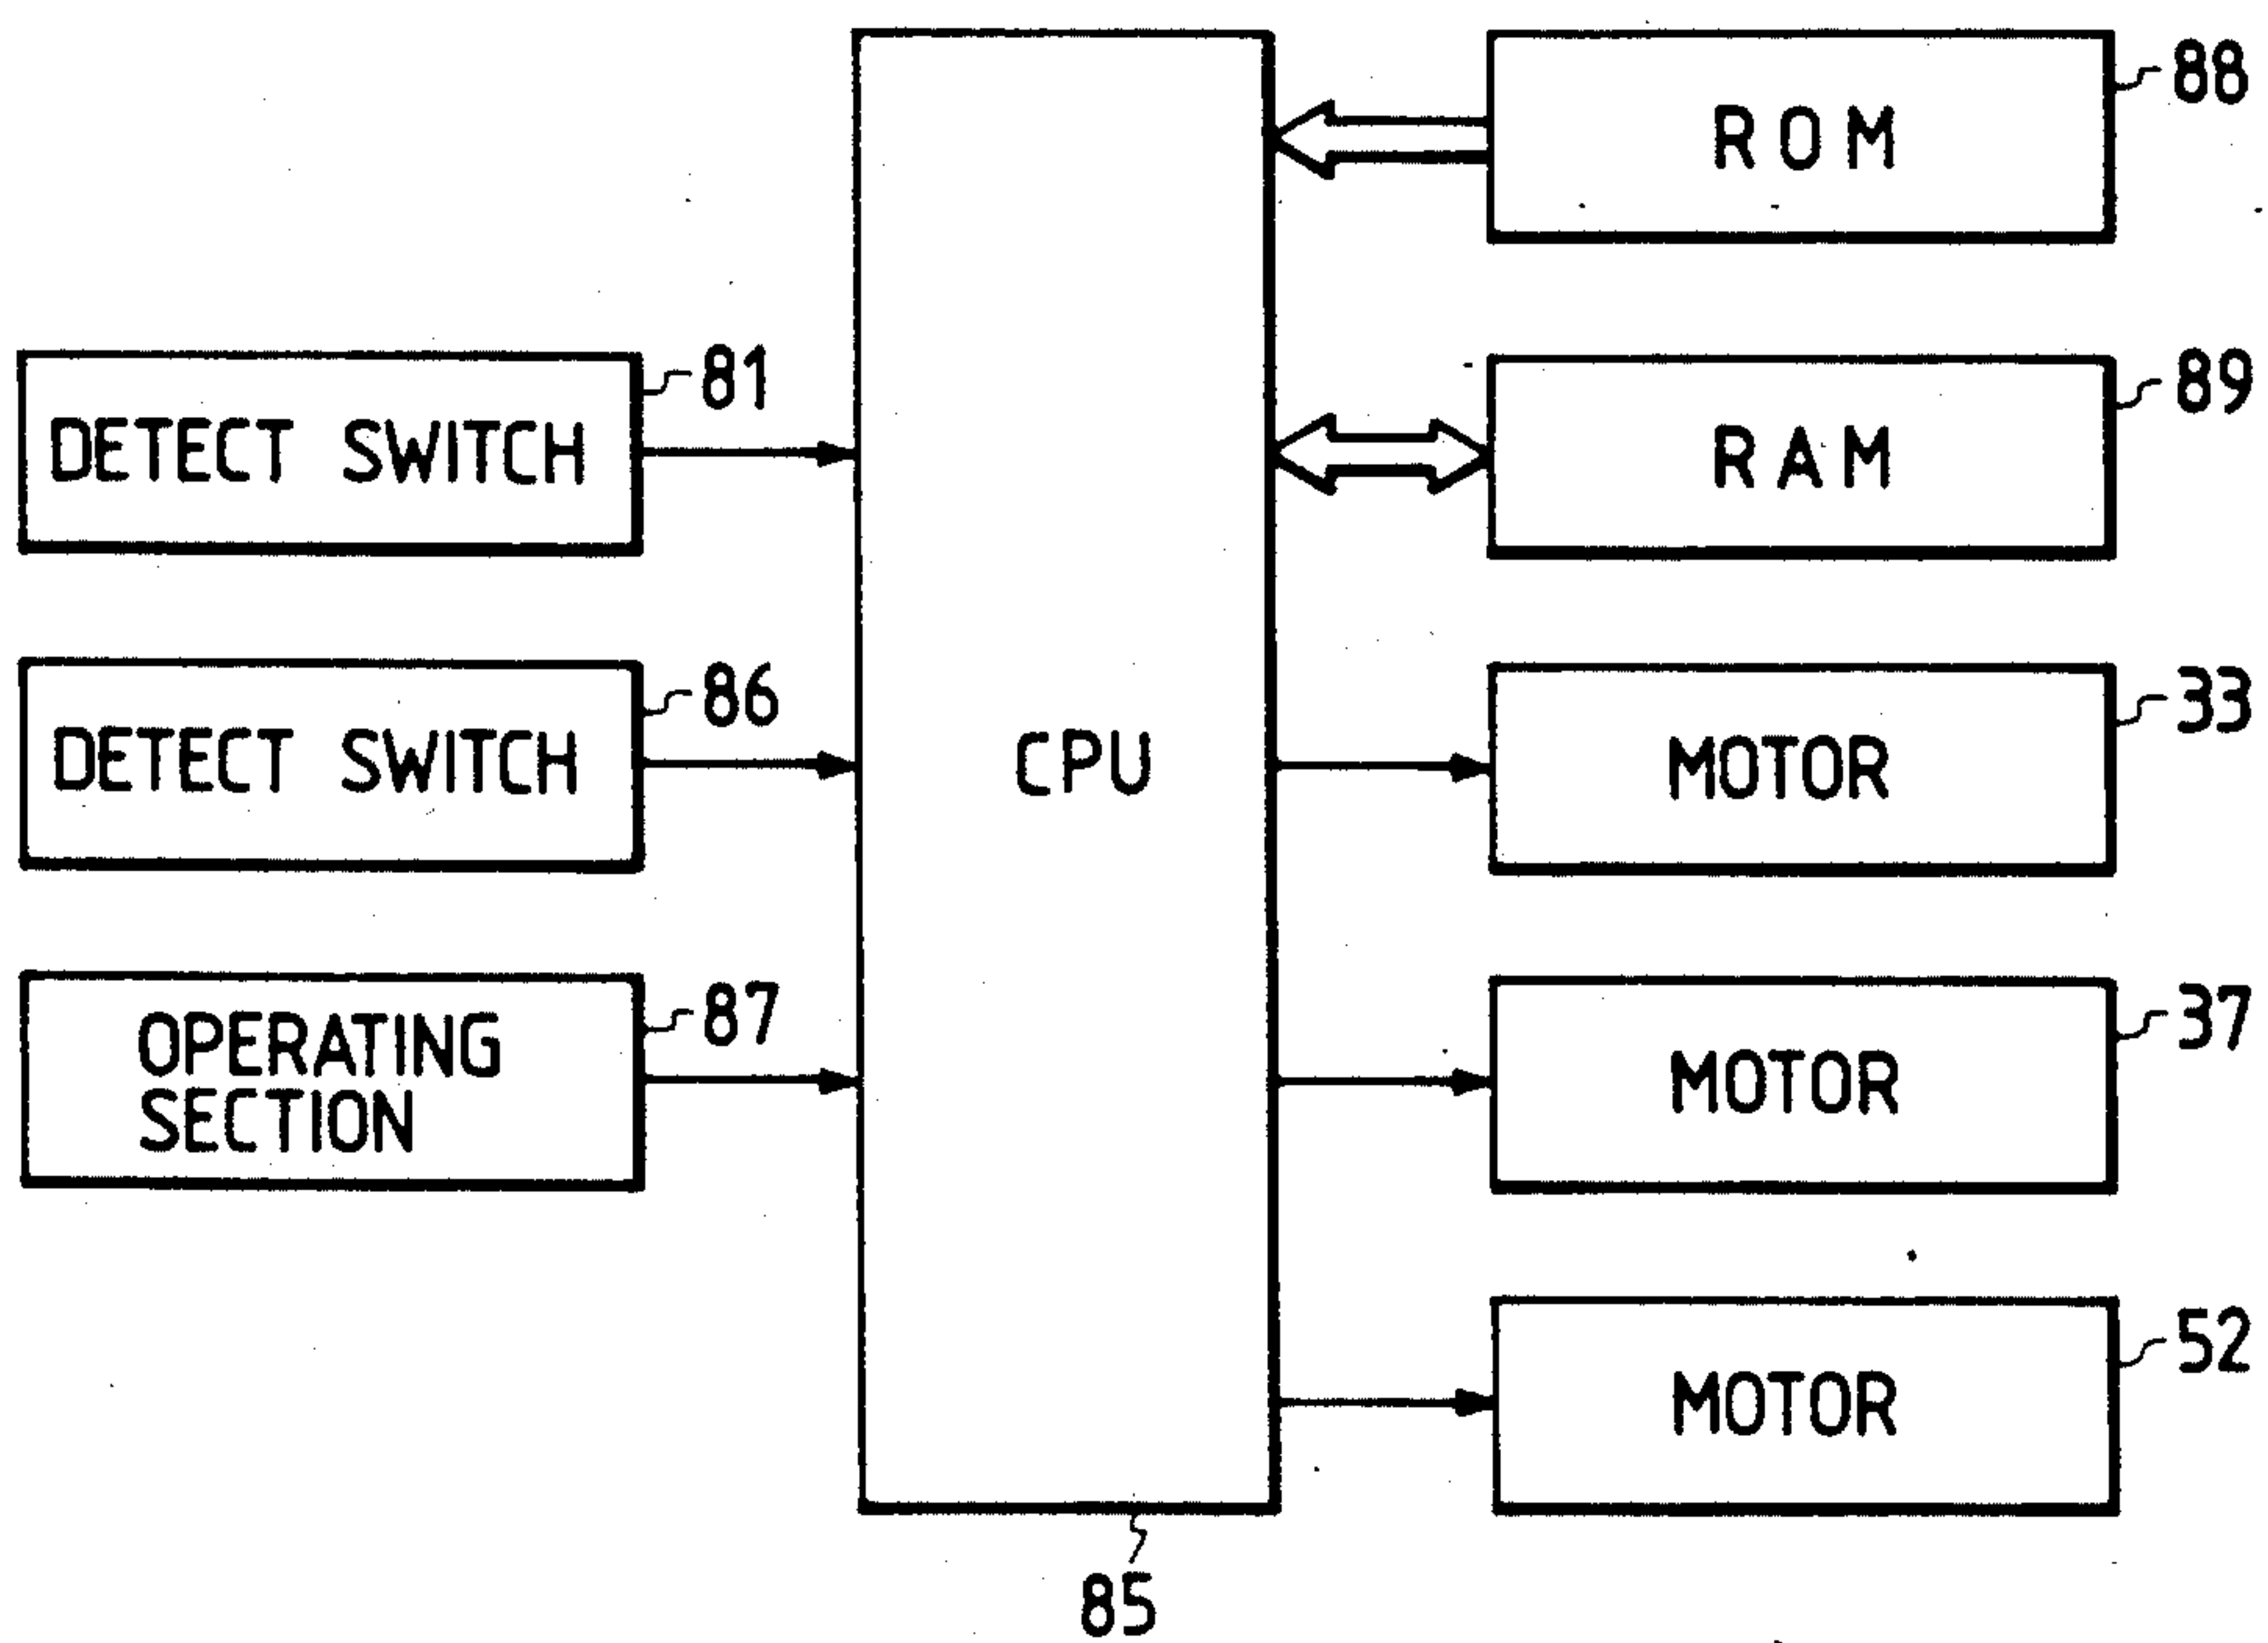 88
ROM
81
DETECT SWITCH
89
RAM
86
DETECT SWITCH
CPU
33
MOTOR
87
OPERATING
SECTION
37
MOTOR
52
MOTOR
85